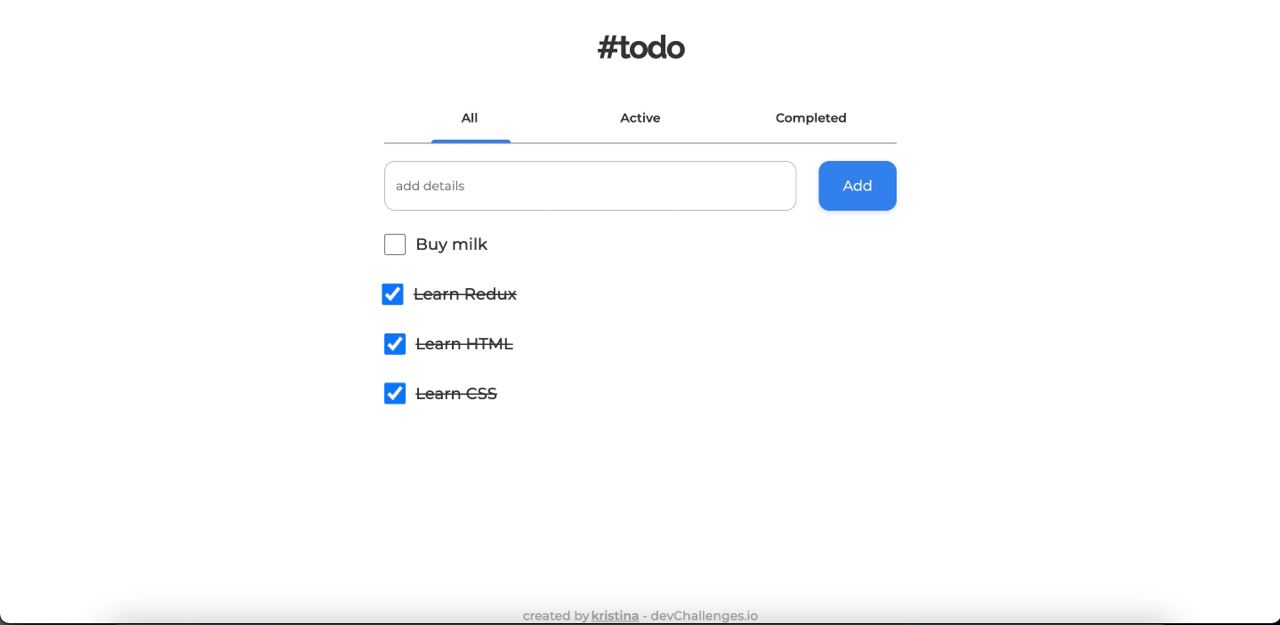 #todo
All Active Completed
add details Add
Buy milk
Learn Redux
Learn HTML
Learn CSS
created by kristina - devChallenges.io